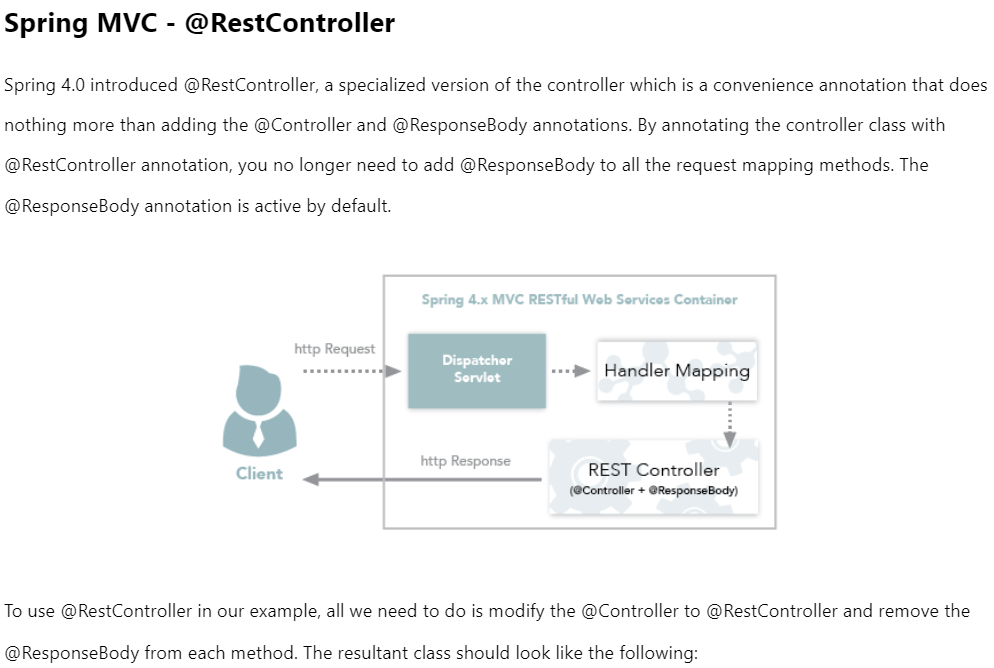 Spring MVC - @RestController
Spring 4.0 introduced @RestController, a specialized version of the controller which is a convenience annotation that does
nothing more than adding the @Controller and @ResponseBody annotations. By annotating the controller class with
@RestController annotation, you no longer need to add @ResponseBody to all the request mapping methods. The
@ResponseBody annotation is active by default.
Spring 4.x MVC RESTful Web Services Container
http Request
Dispatcher
Servlet
Handler Mapping
http Response
REST Controller
(@Controller + @ResponseBody)
Client
To use @RestController in our example, all we need to do is modify the @Controller to @RestController and remove the
@ResponseBody from each method. The resultant class should look like the following: